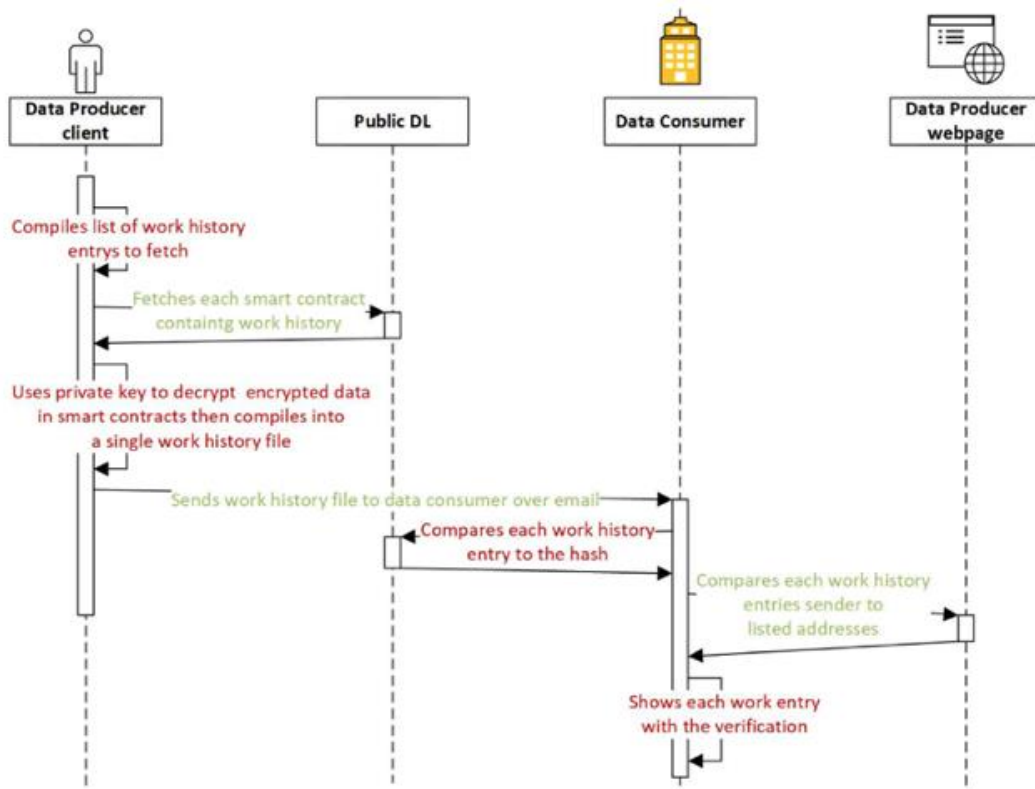 Data Producer
client
Public DL
Data Consumer
Data Producer
webpage
Compiles list of work history
entrys to fetch
Fetches each smart contract
containtg work history
Uses private key to decrypt encrypted data
in smart contracts then compiles into
a single work history file
Sends work history file to data consumer over email
Compares each work history
entry to the hash
Compares each work history
entries sender to
listed addresses
Shows each work entry
with the verification